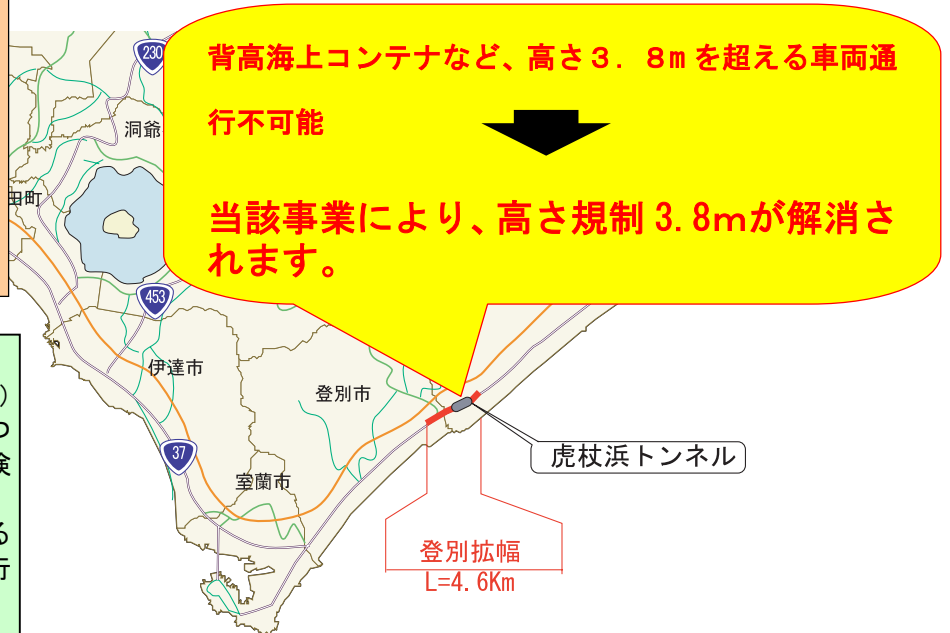 背高海上コンテナなど、高さ３．８ｍを超える車両通
行不可能
当該事業により、高さ規制3.8mが解消さ
れます。
230
洞爺
田町
453
伊達市
登別市
37
室蘭市
虎杖浜トンネル
登別拡幅
L=4.6Km
)
つ
険
る
行